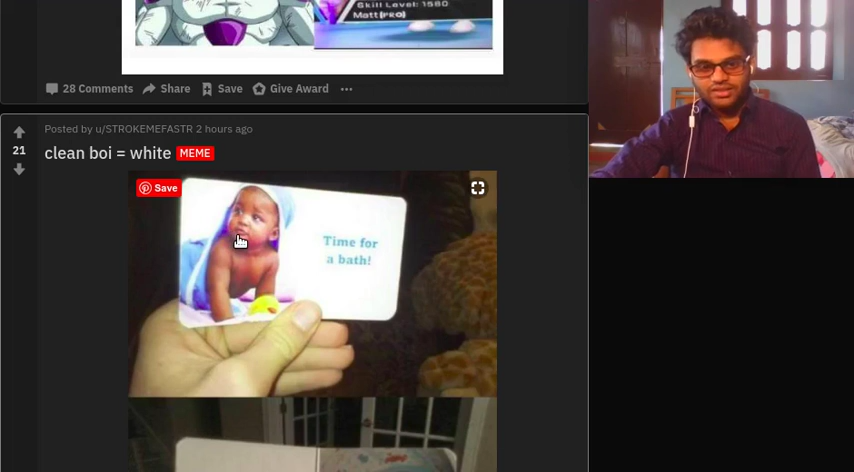 Skill Level: 1580
Matt[PRO]
28 Comments Share Save Give Award
Posted by u/STROKEMEFASTR 2 hours ago
21
clean boi = white MEME
Save
Time for
a bath!